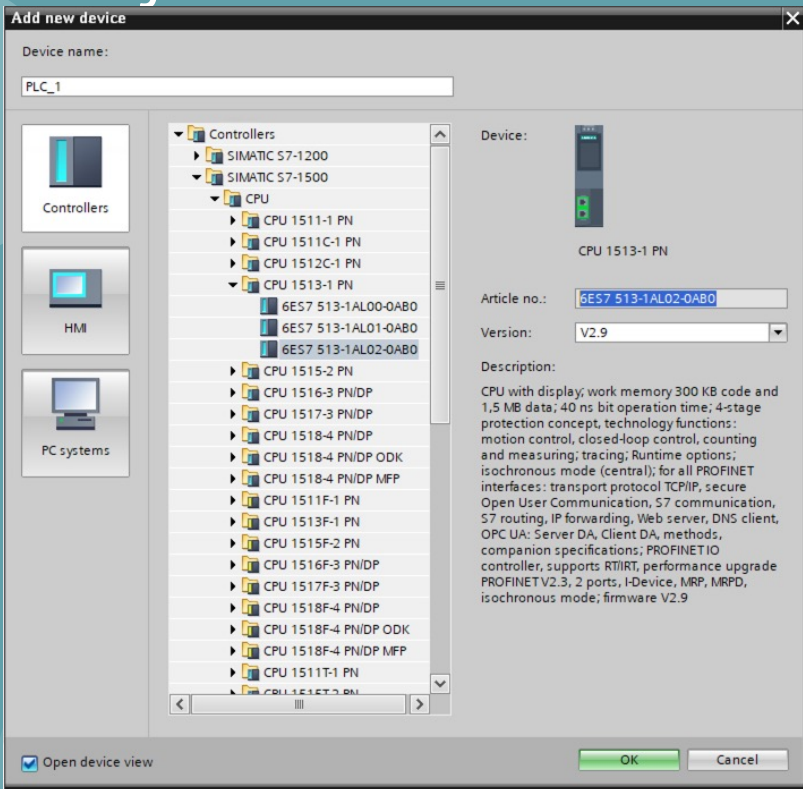 Add new device
Device name:
PLC_1
Controllers
HMI
PC systems
Controllers
SIMATIC S7-1200
SIMATIC S7-1500
CPU
CPU 1511-1 PN
CPU 1511C-1 PN
CPU 1512C-1 PN
CPU 1513-1 PN
6ES7 513-1AL00-0AB0
6ES7 513-1AL01-0AB0
6ES7 513-1AL02-0AB0
CPU 1515-2 PN
CPU 1516-3 PN/DP
CPU 1517-3 PN/DP
CPU 1518-4 PN/DP
CPU 1518-4 PN/DP ODK
CPU 1518-4 PN/DP MFP
CPU 1511F-1 PN
CPU 1513F-1 PN
CPU 1515F-2 PN
CPU 1516F-3 PN/DP
CPU 1517F-3 PN/DP
CPU 1518F-4 PN/DP
CPU 1518F-4 PN/DP ODK
CPU 1518F-4 PN/DP MFP
CPU 1511T-1 PN
CPU 1515T-2 PN
Device:
CPU 1513-1 PN
Article no.: 6ES7 513-1AL02-0AB0
Version: V2.9
Description:
CPU with display; work memory 300 KB code and
1,5 MB data; 40 ns bit operation time; 4-stage
protection concept, technology functions:
motion control, closed-loop control, counting
and measuring; tracing; Runtime options;
isochronous mode (central); for all PROFINET
interfaces: transport protocol TCP/IP, secure
Open User Communication, S7 communication,
S7 routing, IP forwarding, Web server, DNS client,
OPC UA: Server DA, Client DA, methods,
companion specifications; PROFINET IO
controller, supports RT/IRT, performance upgrade
PROFINET V2.3, 2 ports, I-Device, MRP, MRPD,
isochronous mode; firmware V2.9
Open device view
OK
Cancel